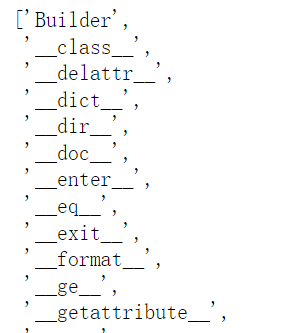 ['Builder',
'__class__',
'__delattr__',
'__dict__',
'__dir__',
'__doc__',
'__enter__',
'__eq__',
'__exit__',
'__format__',
'__ge__',
'__getattribute__',